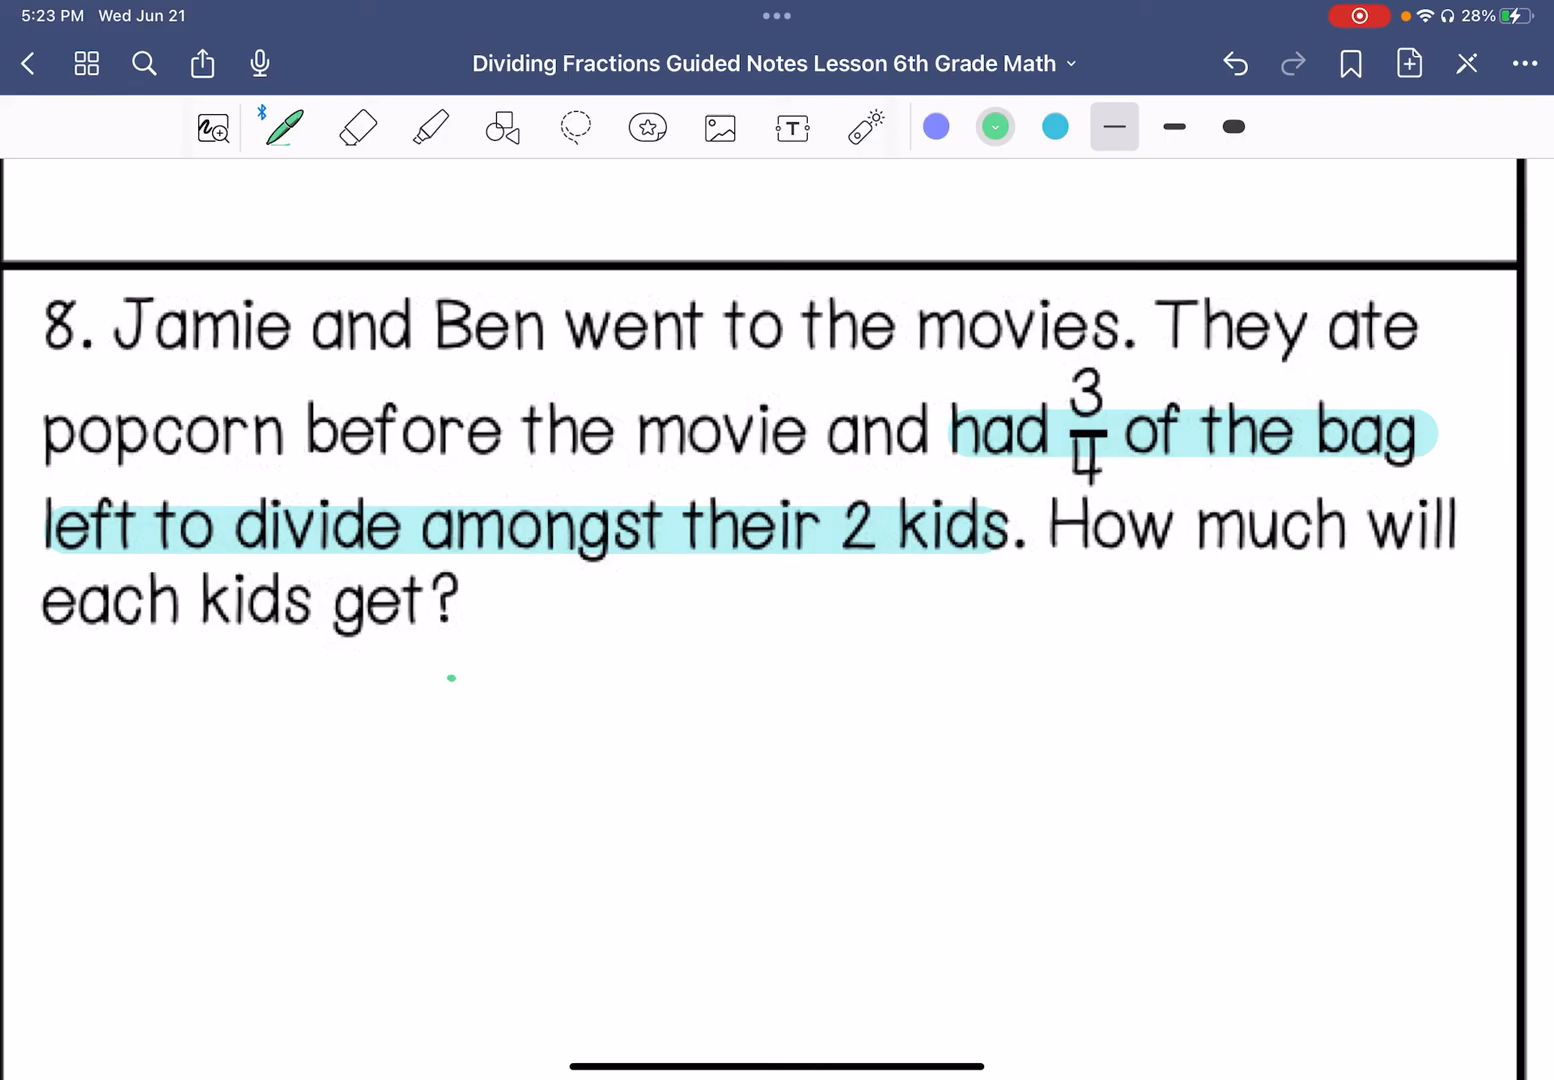 5:23 PM Wed Jun 21
28%
Dividing Fractions Guided Notes Lesson 6th Grade Math
T
8. Jamie and Ben went to the movies. They ate
popcorn before the movie and had 3/4 of the bag
left to divide amongst their 2 kids. How much will
each kids get?